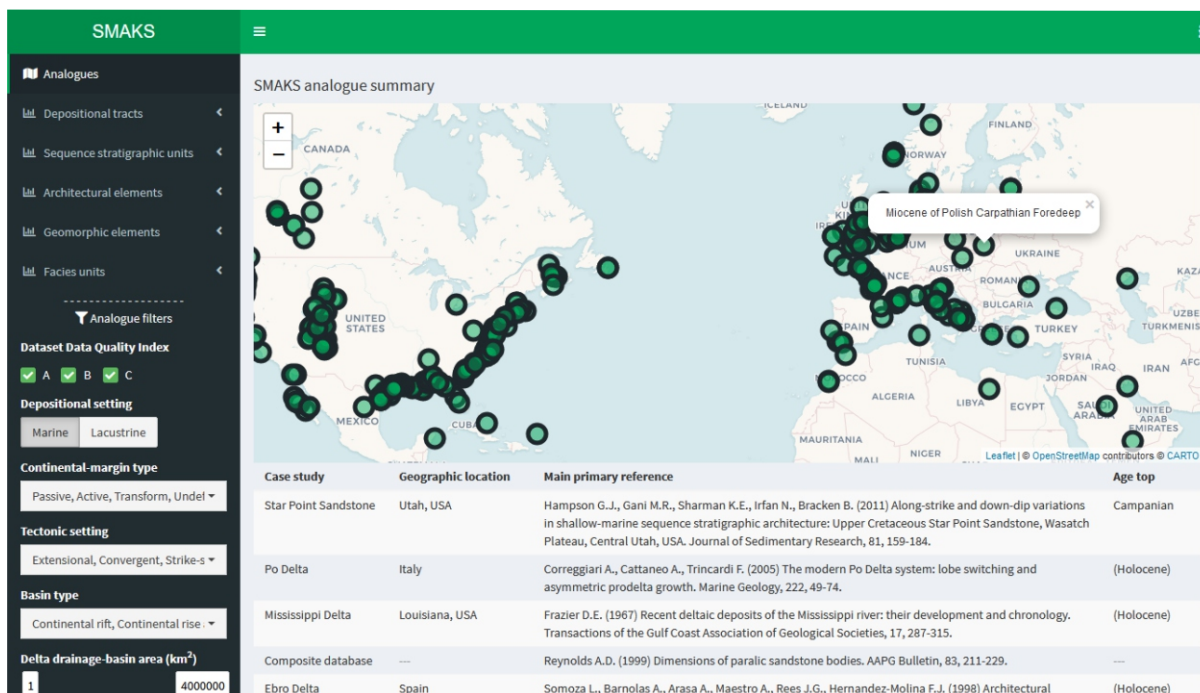 SMAKS
Analogues
Depositional tracts
Sequence stratigraphic units
Architectural elements
Geomorphic elements
Facies units
Analogue filters
Dataset Data Quality Index
A B C
Depositional setting
Marine Lacustrine
Continental-margin type
Passive, Active, Transform, Undef
Tectonic setting
Extensional, Convergent, Strike-s
Basin type
Continental rift, Continental rise
Delta drainage-basin area (km²)
1 4000000
SMAKS analogue summary
+
−
ICELAND
CANADA
FINLAND
NORWAY
Miocene of Polish Carpathian Foredeep ×
UKRAINE
AUSTRIA
ROMAN
BULGARIA
UNITED
STATES
SPAIN
TURKEY
UZBE
TURKMENIS
TUNISIA
SYRIA
IRAQ
IRAN
AFG
JORDAN
ALGERIA
LIBYA
EGYPT
SAUDI
ARABIA
UNITED
ARAB
EMIRATES
MEXICO
CUBA
MAURITANIA
MALI
NIGER
Leaflet | © OpenStreetMap contributors © CARTO
Case study Geographic location Main primary reference Age top
Star Point Sandstone Utah, USA Hampson G.J., Gani M.R., Sharman K.E., Irfan N., Bracken B. (2011) Along-strike and down-dip variations Campanian
in shallow-marine sequence stratigraphic architecture: Upper Cretaceous Star Point Sandstone, Wasatch
Plateau, Central Utah, USA. Journal of Sedimentary Research, 81, 159-184.
Po Delta Italy Correggiari A., Cattaneo A., Trincardi F. (2005) The modern Po Delta system: lobe switching and (Holocene)
asymmetric prodelta growth. Marine Geology, 222, 49-74.
Mississippi Delta Louisiana, USA Frazier D.E. (1967) Recent deltaic deposits of the Mississippi river: their development and chronology. (Holocene)
Transactions of the Gulf Coast Association of Geological Societies, 17, 287-315.
Composite database --- Reynolds A.D. (1999) Dimensions of paralic sandstone bodies. AAPG Bulletin, 83, 211-229. ---
Ebro Delta Spain Somoza L., Barnolas A., Arasa A., Maestro A., Rees J.G., Hernandez-Molina F.J. (1998) Architectural (Holocene)